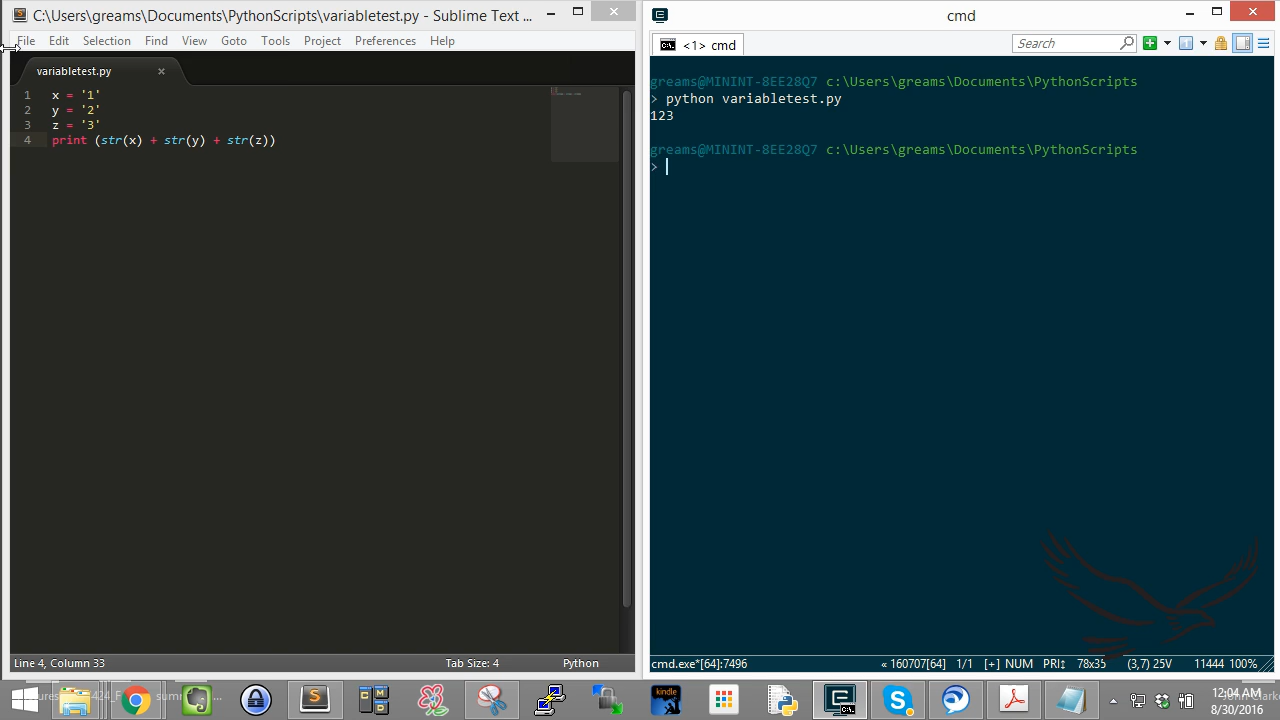 C:\Users\greams\Documents\PythonScripts\variabletest.py - Sublime Text ...
File Edit Selection Find View Goto Tools Project Preferences Help
variabletest.py
1 x = '1'
2 y = '2'
3 z = '3'
4 print (str(x) + str(y) + str(z))
Line 4, Column 33 Tab Size: 4 Python
cmd
<1> cmd
Search
greams@MININT-8EE28Q7 c:\Users\greams\Documents\PythonScripts
> python variabletest.py
123
greams@MININT-8EE28Q7 c:\Users\greams\Documents\PythonScripts
>
cmd.exe*[64]:7496 « 160707[64] 1/1 [+] NUM PRI↕ 78x35 (3,7) 25V 11444 100%
kindle
12:04 AM
8/30/2016